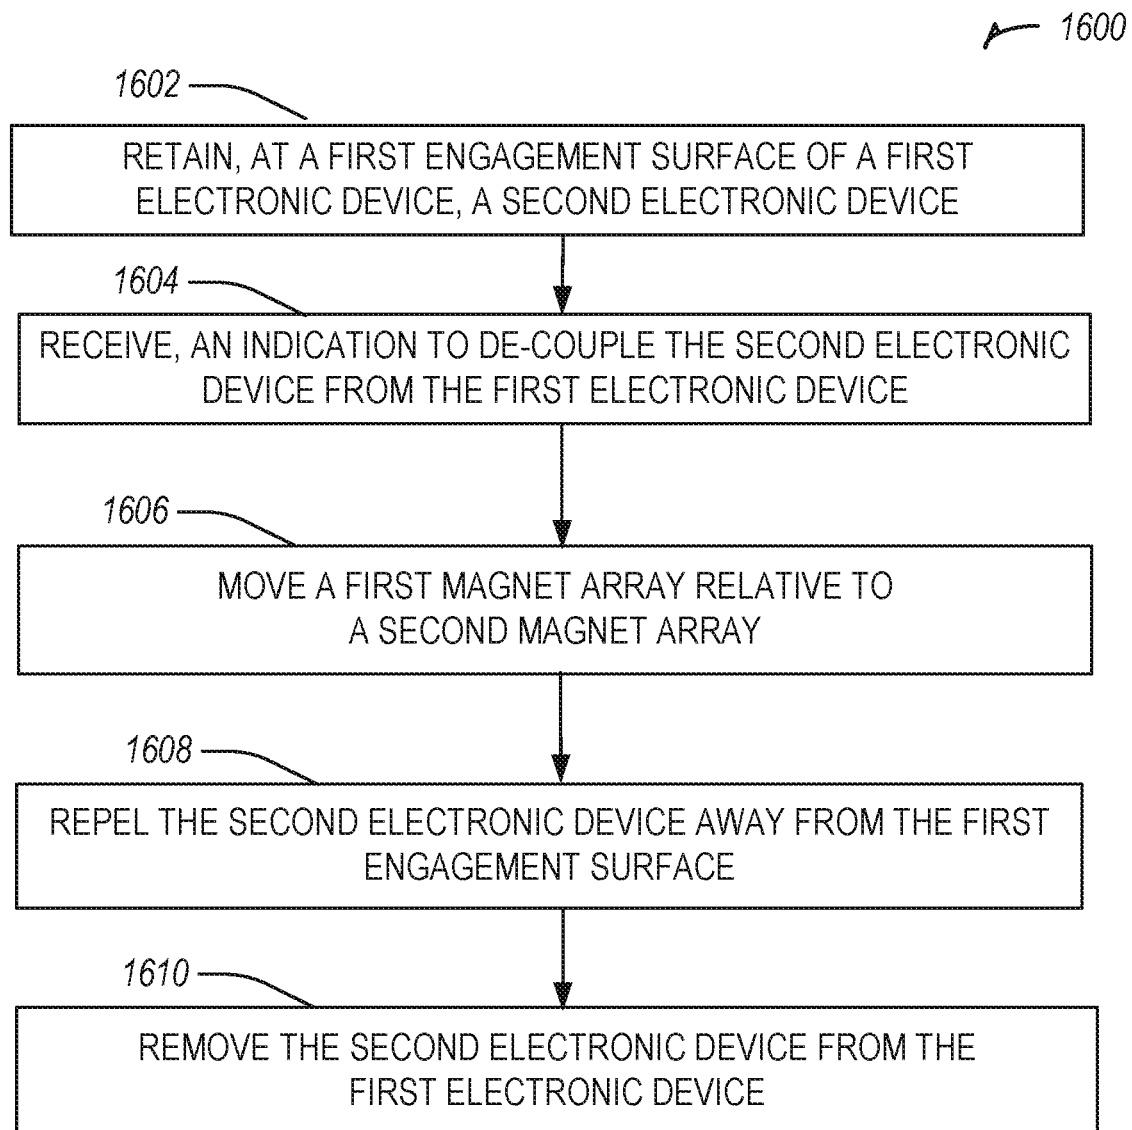 1600
1602
RETAIN, AT A FIRST ENGAGEMENT SURFACE OF A FIRST
ELECTRONIC DEVICE, A SECOND ELECTRONIC DEVICE
1604
RECEIVE, AN INDICATION TO DE-COUPLE THE SECOND ELECTRONIC
DEVICE FROM THE FIRST ELECTRONIC DEVICE
1606
MOVE A FIRST MAGNET ARRAY RELATIVE TO
A SECOND MAGNET ARRAY
1608
REPEL THE SECOND ELECTRONIC DEVICE AWAY FROM THE FIRST
ENGAGEMENT SURFACE
1610
REMOVE THE SECOND ELECTRONIC DEVICE FROM THE
FIRST ELECTRONIC DEVICE